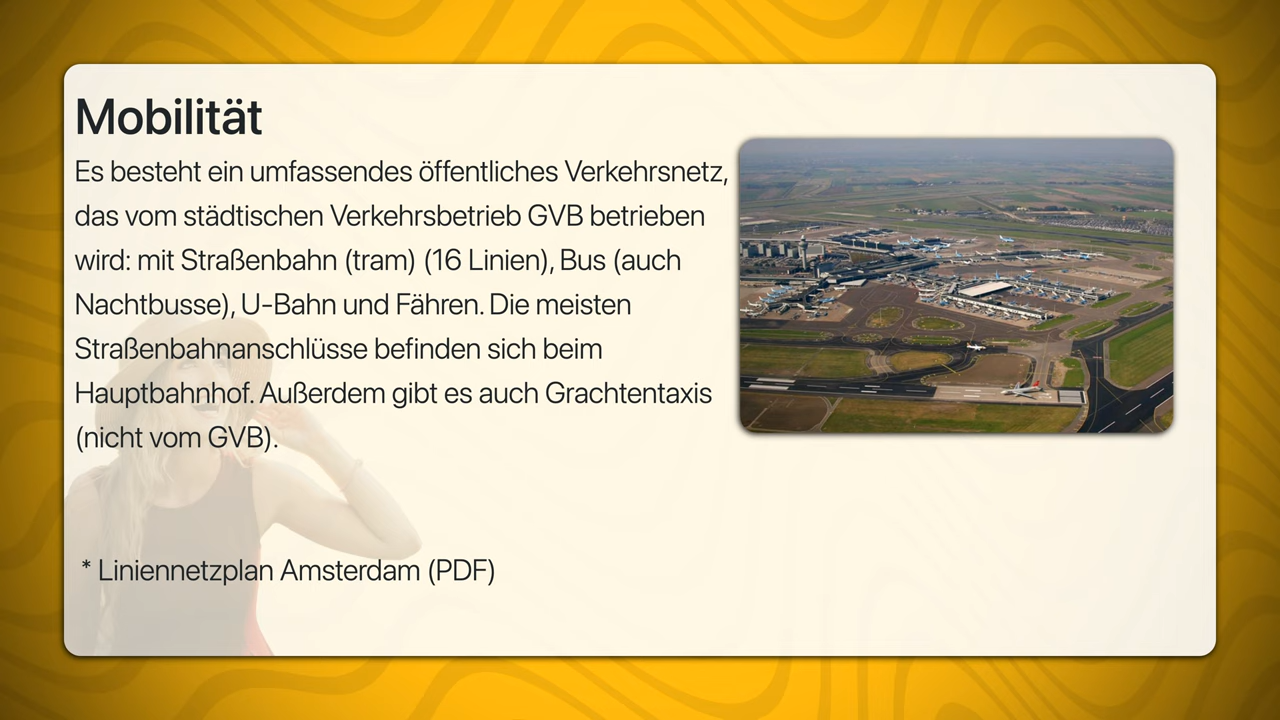 Mobilität
Es besteht ein umfassendes öffentliches Verkehrsnetz,
das vom städtischen Verkehrsbetrieb GVB betrieben
wird: mit Straßenbahn (tram) (16 Linien), Bus (auch
Nachtbusse), U-Bahn und Fähren. Die meisten
Straßenbahnanschlüsse befinden sich beim
Hauptbahnhof. Außerdem gibt es auch Grachtentaxis
(nicht vom GVB).
* Liniennetzplan Amsterdam (PDF)